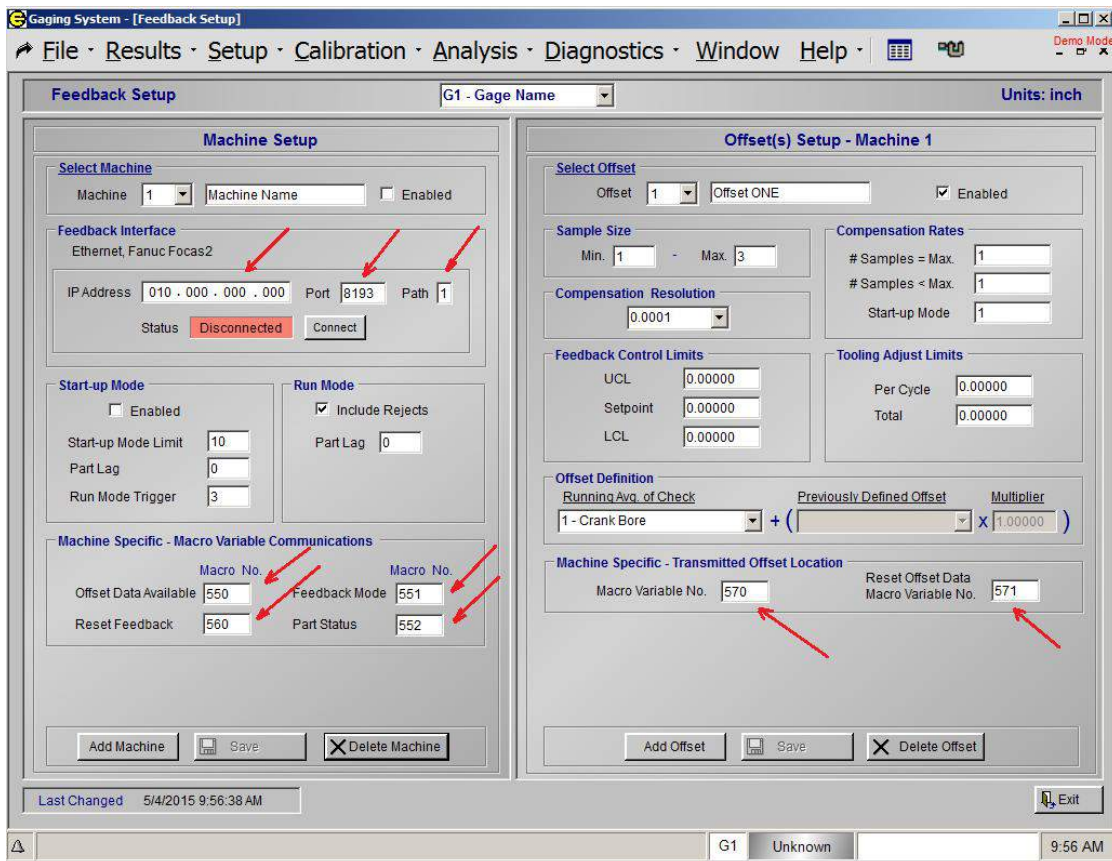 Gaging System - [Feedback Setup]
File · Results · Setup · Calibration · Analysis · Diagnostics · Window Help ·
Demo Mode
Feedback Setup
G1 - Gage Name
Units: inch
Machine Setup
Select Machine
Machine 1 Machine Name Enabled
Feedback Interface
Ethernet, Fanuc Focas2
IP Address 010 . 000 . 000 . 000 Port 8193 Path 1
Status Disconnected Connect
Start-up Mode
Enabled
Start-up Mode Limit 10
Part Lag 0
Run Mode Trigger 3
Run Mode
Include Rejects
Part Lag 0
Machine Specific - Macro Variable Communications
Macro No. Macro No.
Offset Data Available 550 Feedback Mode 551
Reset Feedback 560 Part Status 552
Add Machine Save Delete Machine
Offset(s) Setup - Machine 1
Select Offset
Offset 1 Offset ONE Enabled
Sample Size
Min. 1 - Max. 3
Compensation Resolution
0.0001
Compensation Rates
# Samples = Max. 1
# Samples < Max. 1
Start-up Mode 1
Feedback Control Limits
UCL 0.00000
Setpoint 0.00000
LCL 0.00000
Tooling Adjust Limits
Per Cycle 0.00000
Total 0.00000
Offset Definition
Running Avg. of Check Previously Defined Offset Multiplier
1 - Crank Bore + ( X 1.00000 )
Machine Specific - Transmitted Offset Location
Macro Variable No. 570
Reset Offset Data
Macro Variable No. 571
Add Offset Save Delete Offset
Last Changed 5/4/2015 9:56:38 AM
Exit
G1 Unknown 9:56 AM